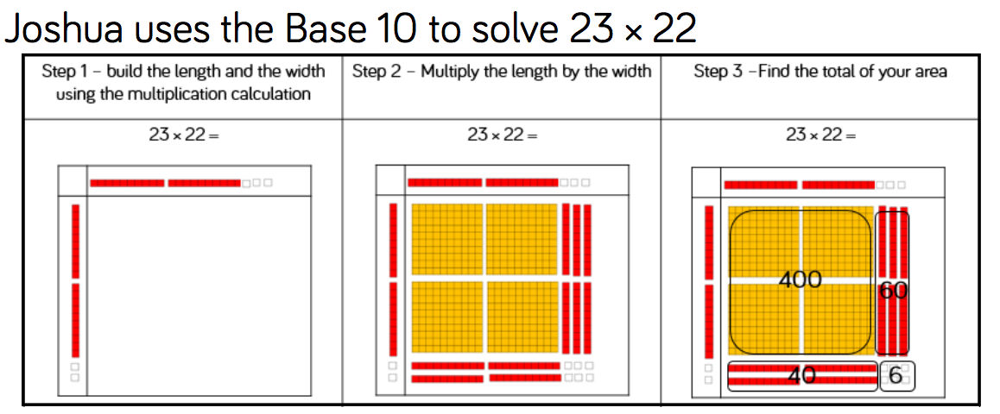 Joshua uses the Base 10 to solve 23 × 22
Step 1 – build the length and the width
using the multiplication calculation
Step 2 – Multiply the length by the width
Step 3 –Find the total of your area
23 × 22 =
23 × 22 =
23 × 22 =
400
60
40
6